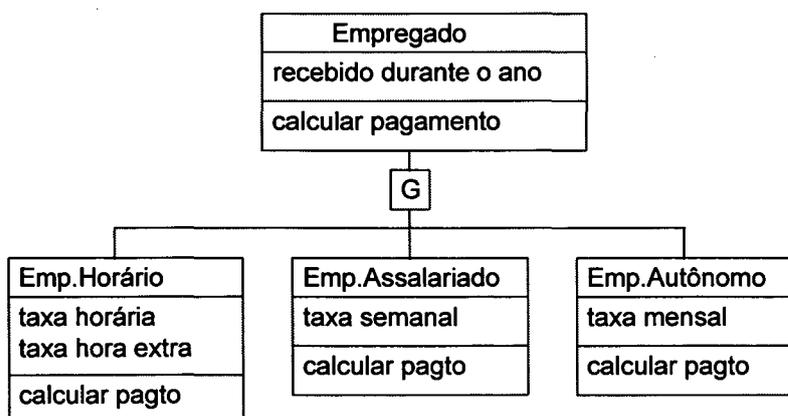 Empregado
recebido durante o ano
calcular pagamento
G
Emp.Horário
taxa horária
taxa hora extra
calcular pagto
Emp.Assalariado
taxa semanal
calcular pagto
Emp.Autônomo
taxa mensal
calcular pagto